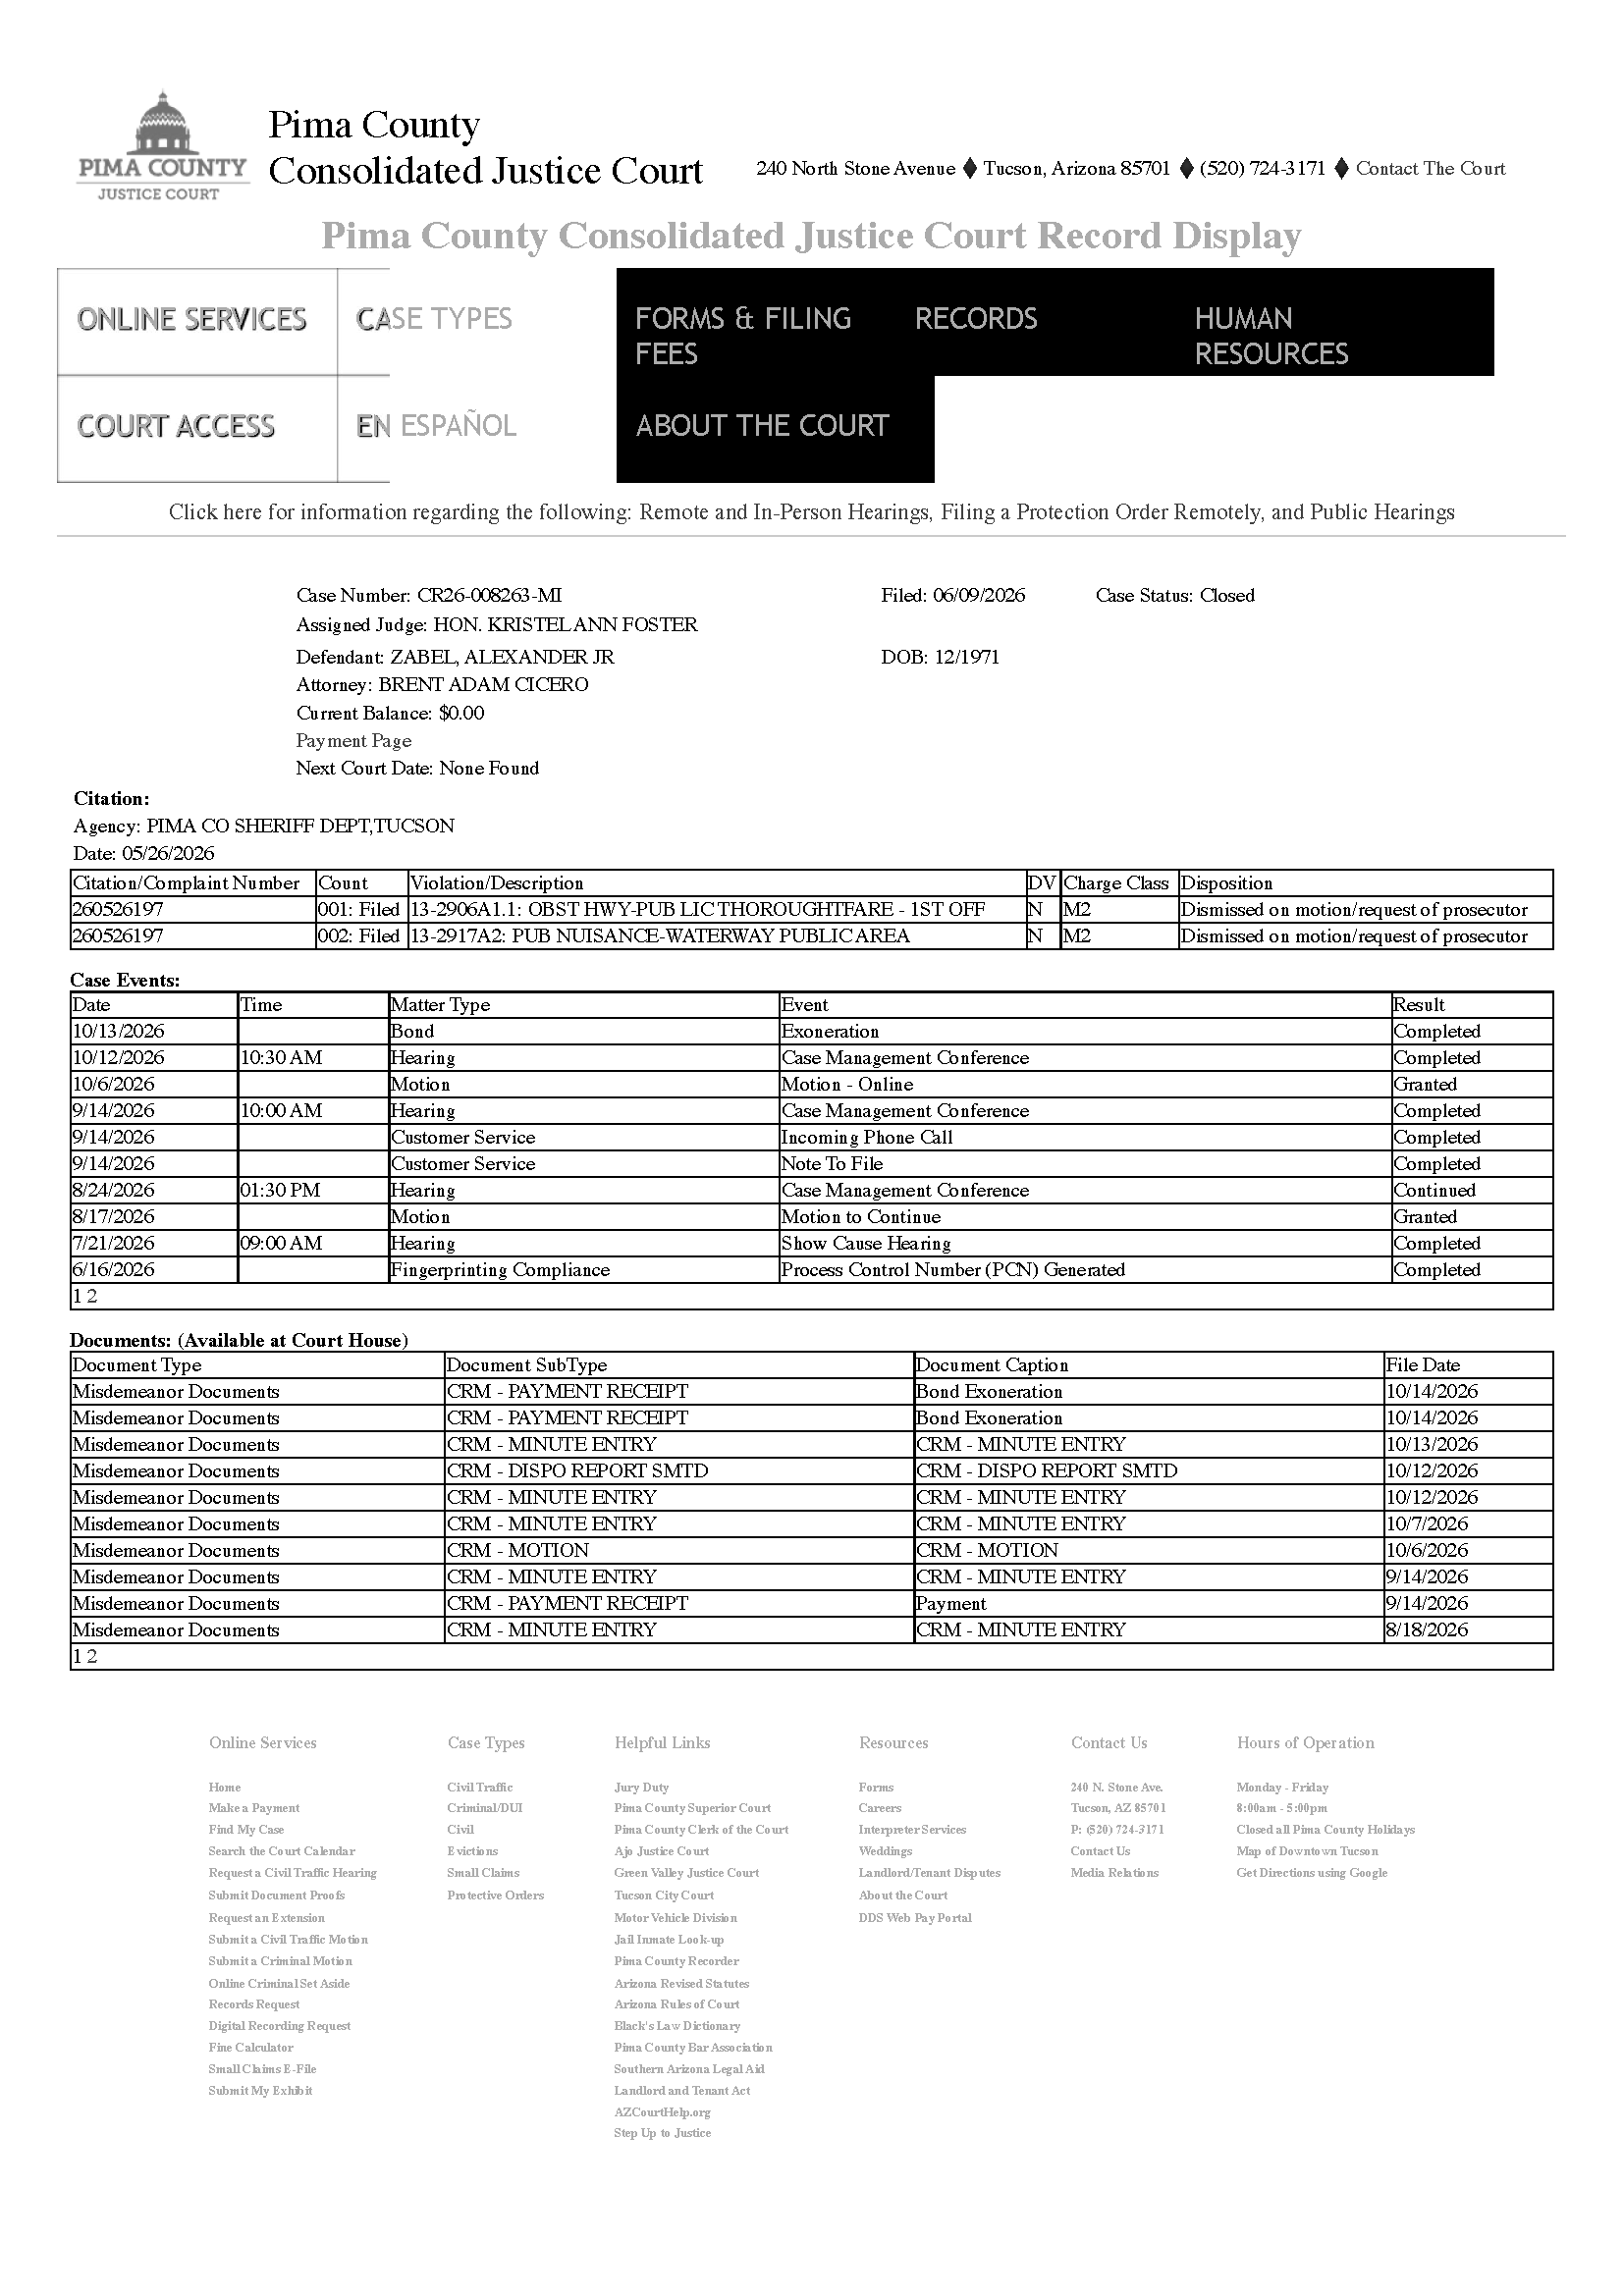 PIMA COUNTY
JUSTICE COURT
Pima County
Consolidated Justice Court
240 North Stone Avenue ♦ Tucson, Arizona 85701 ♦ (520) 724-3171 ♦ Contact The Court
Pima County Consolidated Justice Court Record Display
ONLINE SERVICES CASE TYPES FORMS & FILING FEES RECORDS HUMAN RESOURCES
COURT ACCESS EN ESPAÑOL ABOUT THE COURT
Click here for information regarding the following: Remote and In-Person Hearings, Filing a Protection Order Remotely, and Public Hearings
Case Number: CR26-008263-MI Filed: 06/09/2026 Case Status: Closed
Assigned Judge: HON. KRISTEL ANN FOSTER
Defendant: ZABEL, ALEXANDER JR DOB: 12/1971
Attorney: BRENT ADAM CICERO
Current Balance: $0.00
Payment Page
Next Court Date: None Found
Citation:
Agency: PIMA CO SHERIFF DEPT,TUCSON
Date: 05/26/2026
Citation/Complaint Number Count Violation/Description DV Charge Class Disposition
260526197 001: Filed 13-2906A1.1: OBST HWY-PUB LIC THOROUGHTFARE - 1ST OFF N M2 Dismissed on motion/request of prosecutor
260526197 002: Filed 13-2917A2: PUB NUISANCE-WATERWAY PUBLIC AREA N M2 Dismissed on motion/request of prosecutor
Case Events:
Date Time Matter Type Event Result
10/13/2026 Bond Exoneration Completed
10/12/2026 10:30 AM Hearing Case Management Conference Completed
10/6/2026 Motion Motion - Online Granted
9/14/2026 10:00 AM Hearing Case Management Conference Completed
9/14/2026 Customer Service Incoming Phone Call Completed
9/14/2026 Customer Service Note To File Completed
8/24/2026 01:30 PM Hearing Case Management Conference Continued
8/17/2026 Motion Motion to Continue Granted
7/21/2026 09:00 AM Hearing Show Cause Hearing Completed
6/16/2026 Fingerprinting Compliance Process Control Number (PCN) Generated Completed
1 2
Documents: (Available at Court House)
Document Type Document SubType Document Caption File Date
Misdemeanor Documents CRM - PAYMENT RECEIPT Bond Exoneration 10/14/2026
Misdemeanor Documents CRM - PAYMENT RECEIPT Bond Exoneration 10/14/2026
Misdemeanor Documents CRM - MINUTE ENTRY CRM - MINUTE ENTRY 10/13/2026
Misdemeanor Documents CRM - DISPO REPORT SMTD CRM - DISPO REPORT SMTD 10/12/2026
Misdemeanor Documents CRM - MINUTE ENTRY CRM - MINUTE ENTRY 10/12/2026
Misdemeanor Documents CRM - MINUTE ENTRY CRM - MINUTE ENTRY 10/7/2026
Misdemeanor Documents CRM - MOTION CRM - MOTION 10/6/2026
Misdemeanor Documents CRM - MINUTE ENTRY CRM - MINUTE ENTRY 9/14/2026
Misdemeanor Documents CRM - PAYMENT RECEIPT Payment 9/14/2026
Misdemeanor Documents CRM - MINUTE ENTRY CRM - MINUTE ENTRY 8/18/2026
1 2
Online Services
Home
Make a Payment
Find My Case
Search the Court Calendar
Request a Civil Traffic Hearing
Submit Document Proofs
Request an Extension
Submit a Civil Traffic Motion
Submit a Criminal Motion
Online Criminal Set Aside
Records Request
Digital Recording Request
Fine Calculator
Small Claims E-File
Submit My Exhibit
Case Types
Civil Traffic
Criminal/DUI
Civil
Evictions
Small Claims
Protective Orders
Helpful Links
Jury Duty
Pima County Superior Court
Pima County Clerk of the Court
Ajo Justice Court
Green Valley Justice Court
Tucson City Court
Motor Vehicle Division
Jail Inmate Look-up
Pima County Recorder
Arizona Revised Statutes
Arizona Rules of Court
Black's Law Dictionary
Pima County Bar Association
Southern Arizona Legal Aid
Landlord and Tenant Act
AZCourtHelp.org
Step Up to Justice
Resources
Forms
Careers
Interpreter Services
Weddings
Landlord/Tenant Disputes
About the Court
DDS Web Pay Portal
Contact Us
240 N. Stone Ave.
Tucson, AZ 85701
P: (520) 724-3171
Contact Us
Media Relations
Hours of Operation
Monday - Friday
8:00am - 5:00pm
Closed all Pima County Holidays
Map of Downtown Tucson
Get Directions using Google